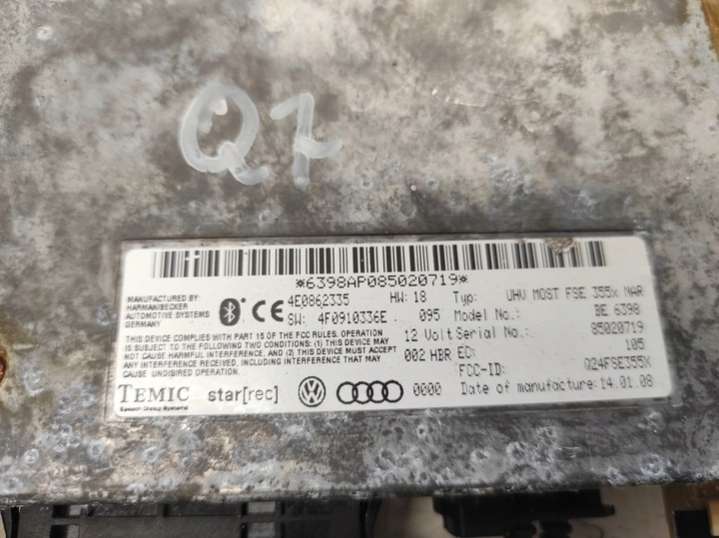 Q7
*6398AP085020719*
MANUFACTURED BY:
HARMAN/BECKER
AUTOMOTIVE SYSTEMS
GERMANY
CE
4E0862335 HW: 18 Typ: UHV MOST FSE 355x NAR
SW: 4F0910336E . 095 Model No.: BE 6398
12 Volt Serial No.: 85020719
002 HBR EC: 105
FCC-ID: Q24FSE355X
THIS DEVICE COMPLIES WITH PART 15 OF THE FCC RULES. OPERATION
IS SUBJECT TO THE FOLLOWING TWO CONDITIONS: (1) THIS DEVICE MAY
NOT CAUSE HARMFUL INTERFERENCE, AND (2) THIS DEVICE MUST ACCEPT
ANY INTERFERENCE RECEIVED, INCLUDING INTERFERENCE THAT MAY
CAUSE UNDESIRED OPERATION.
TEMIC star[rec] 0000 Date of manufacture: 14.01.08
Speech Dialog Systems